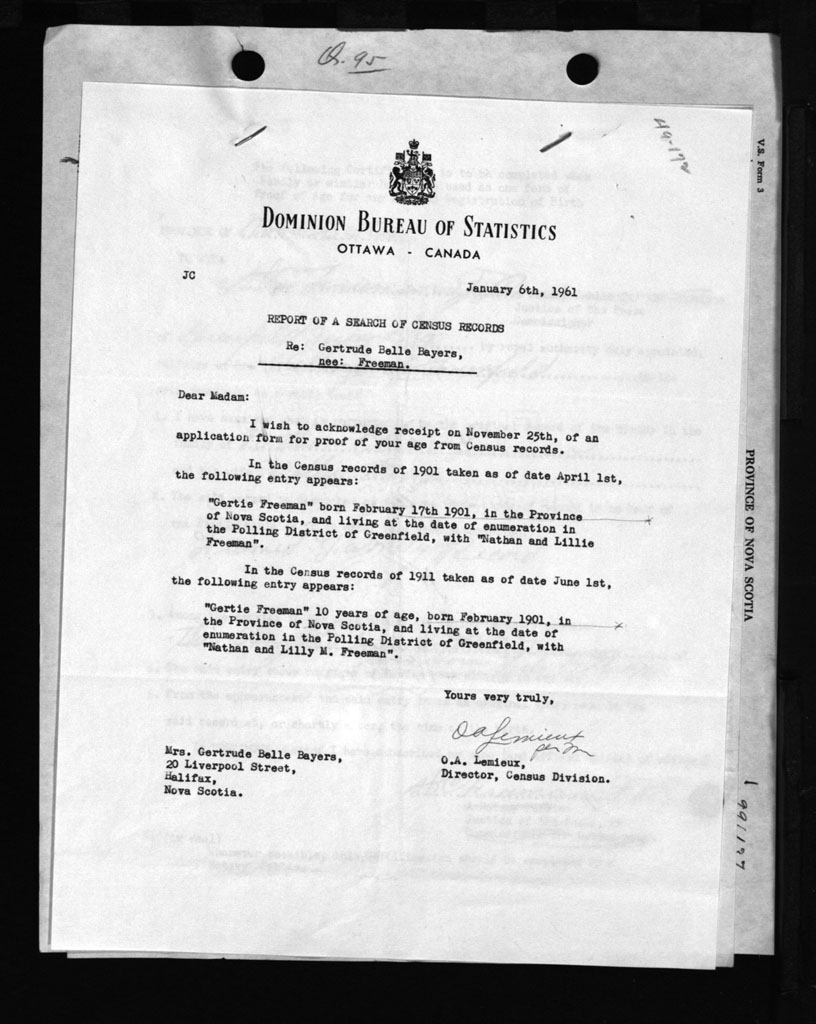 Q. 95
49-172
V.S. Form 3
DOMINION BUREAU OF STATISTICS
OTTAWA - CANADA
JC
January 6th, 1961
REPORT OF A SEARCH OF CENSUS RECORDS
Re: Gertrude Belle Bayers,
nee: Freeman.
Dear Madam:
I wish to acknowledge receipt on November 25th, of an
application form for proof of your age from Census records.
In the Census records of 1901 taken as of date April 1st,
the following entry appears:
"Gertie Freeman" born February 17th 1901, in the Province
of Nova Scotia, and living at the date of enumeration in
the Polling District of Greenfield, with "Nathan and Lillie
Freeman".
In the Census records of 1911 taken as of date June 1st,
the following entry appears:
"Gertie Freeman" 10 years of age, born February 1901, in
the Province of Nova Scotia, and living at the date of
enumeration in the Polling District of Greenfield, with
"Nathan and Lilly M. Freeman".
PROVINCE OF NOVA SCOTIA
Yours very truly,
OALemieux
per
O.A. Lemieux,
Director, Census Division.
Mrs. Gertrude Belle Bayers,
20 Liverpool Street,
Halifax,
Nova Scotia.